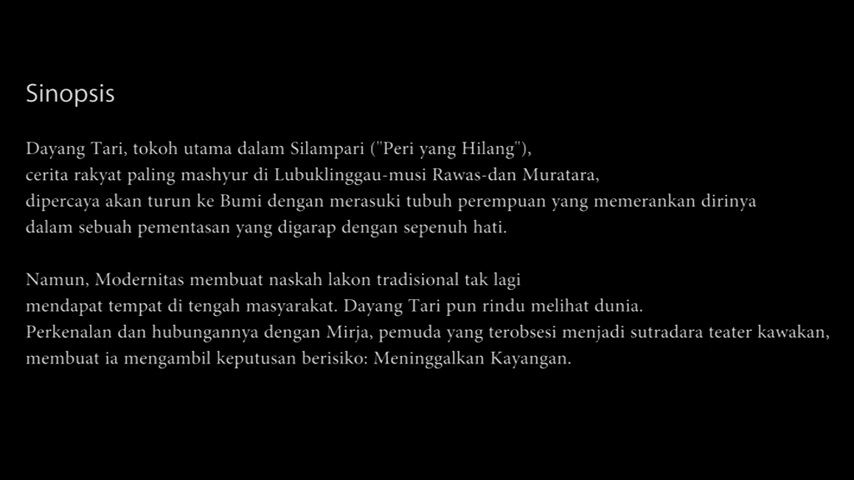 Sinopsis
Dayang Tari, tokoh utama dalam Silampari ("Peri yang Hilang"),
cerita rakyat paling mashyur di Lubuklinggau-musi Rawas-dan Muratara,
dipercaya akan turun ke Bumi dengan merasuki tubuh perempuan yang memerankan dirinya
dalam sebuah pementasan yang digarap dengan sepenuh hati.
Namun, Modernitas membuat naskah lakon tradisional tak lagi
mendapat tempat di tengah masyarakat. Dayang Tari pun rindu melihat dunia.
Perkenalan dan hubungannya dengan Mirja, pemuda yang terobsesi menjadi sutradara teater kawakan,
membuat ia mengambil keputusan berisiko: Meninggalkan Kayangan.